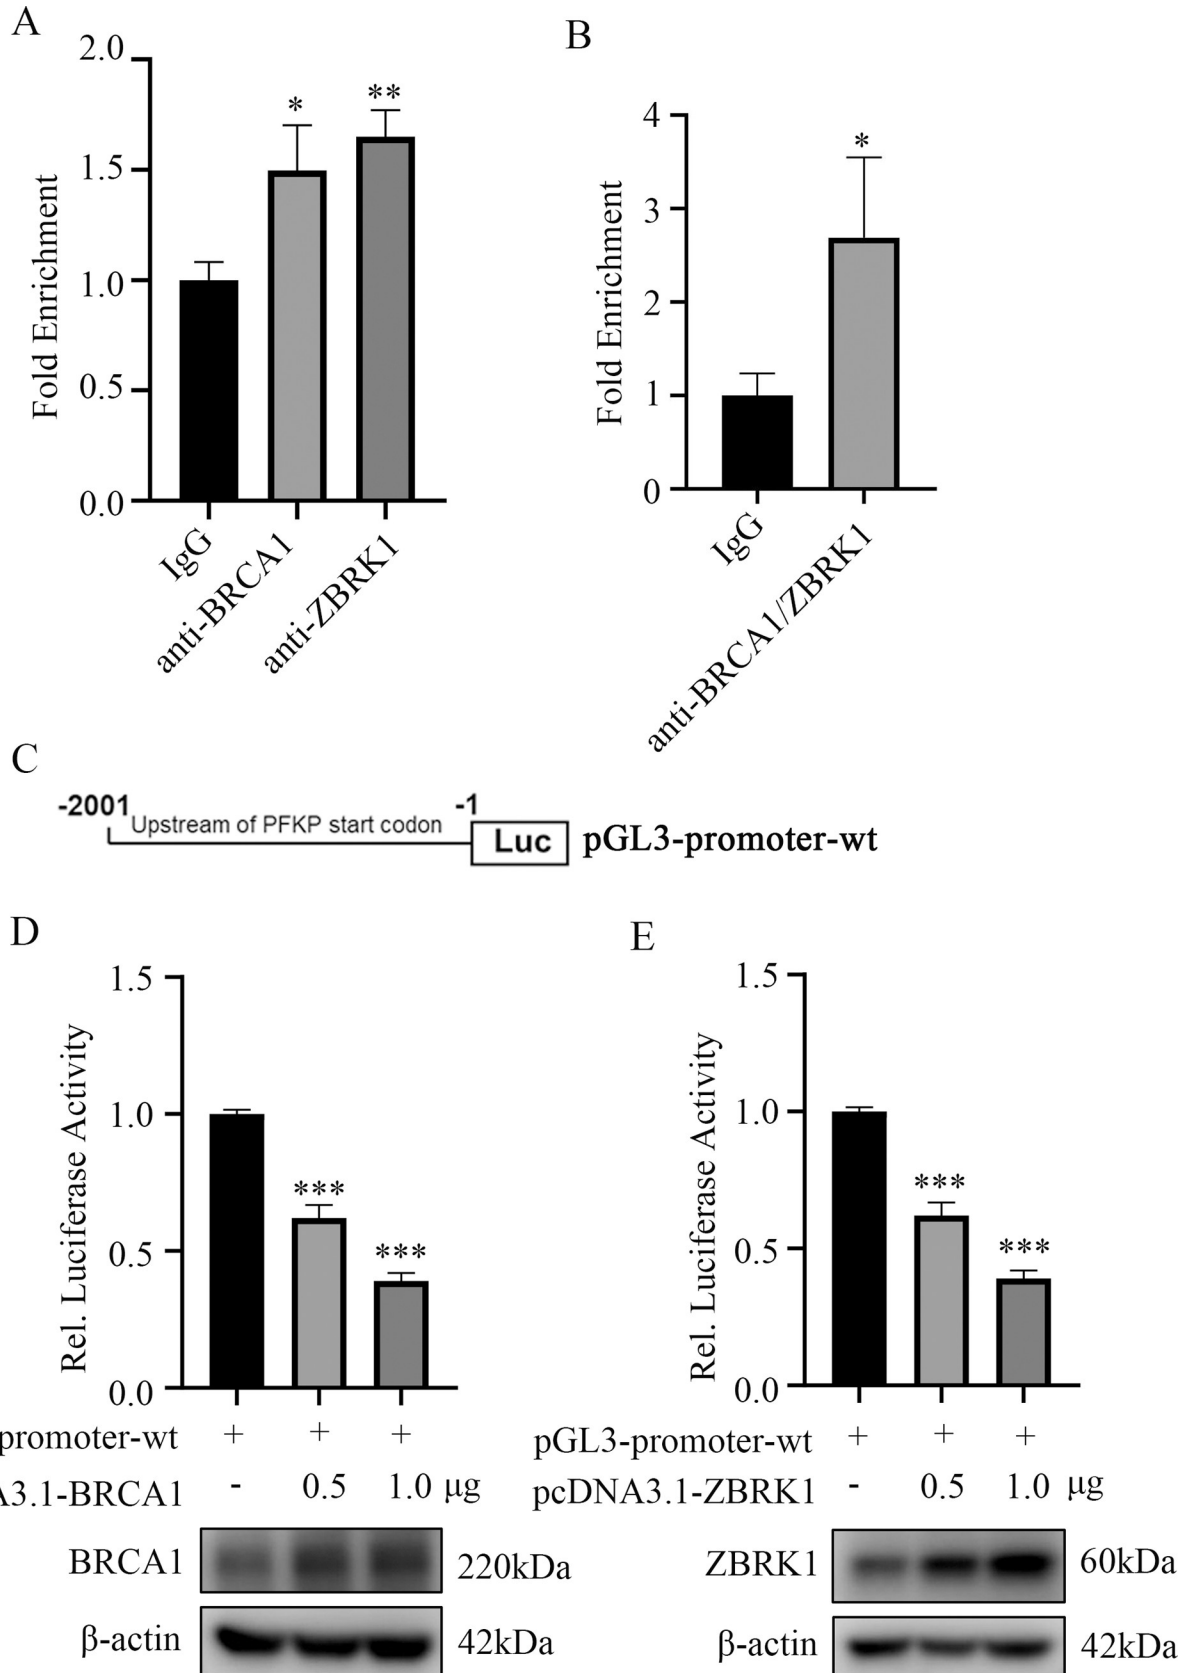 A
2.0
1.5
1.0
0.5
0.0
Fold Enrichment
*
**
IgG
anti-BRCA1
anti-ZBRK1
B
4
3
2
1
0
Fold Enrichment
*
IgG
anti-BRCA1/ZBRK1
C
-2001
Upstream of PFKP start codon
-1
Luc
pGL3-promoter-wt
D
1.5
1.0
0.5
0.0
Rel. Luciferase Activity
***
***
promoter-wt + + +
A3.1-BRCA1 - 0.5 1.0 μg
BRCA1 220kDa
β-actin 42kDa
E
1.5
1.0
0.5
0.0
Rel. Luciferase Activity
***
***
pGL3-promoter-wt + + +
pcDNA3.1-ZBRK1 - 0.5 1.0 μg
ZBRK1 60kDa
β-actin 42kDa